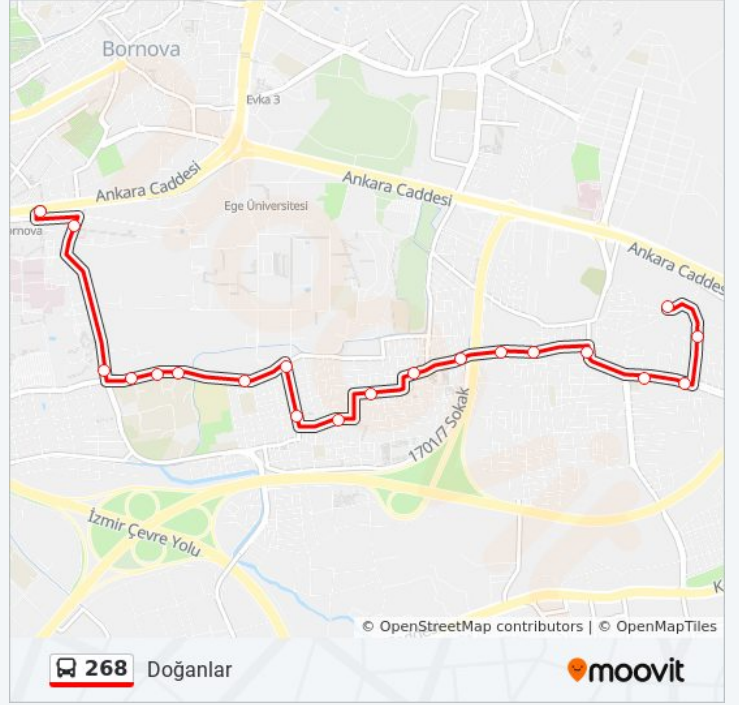 Bornova
Evka 3
Ankara Caddesi
Ankara Caddesi
Ege Üniversitesi
ornova
Ankara Caddes
1701/7 Sokak
İzmir Çevre Yolu
K
© OpenStreetMap contributors | © OpenMapTiles
268 Doğanlar
moovit